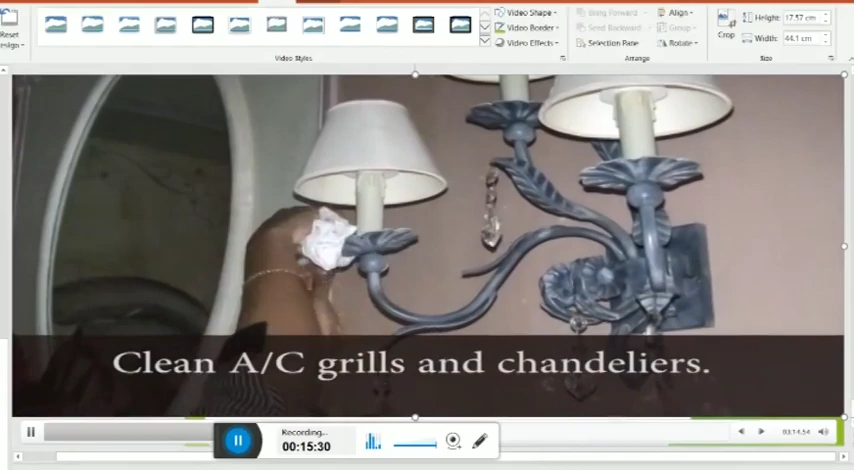 Reset
esign
Video Shape
Video Border
Video Effects
Video Styles
Bring Forward
Send Backward
Selection Pane
Align
Group
Rotate
Arrange
Crop
Height: 17.57 cm
Width: 44.1 cm
Size
Clean A/C grills and chandeliers.
Recording...
00:15:30
03:14.54